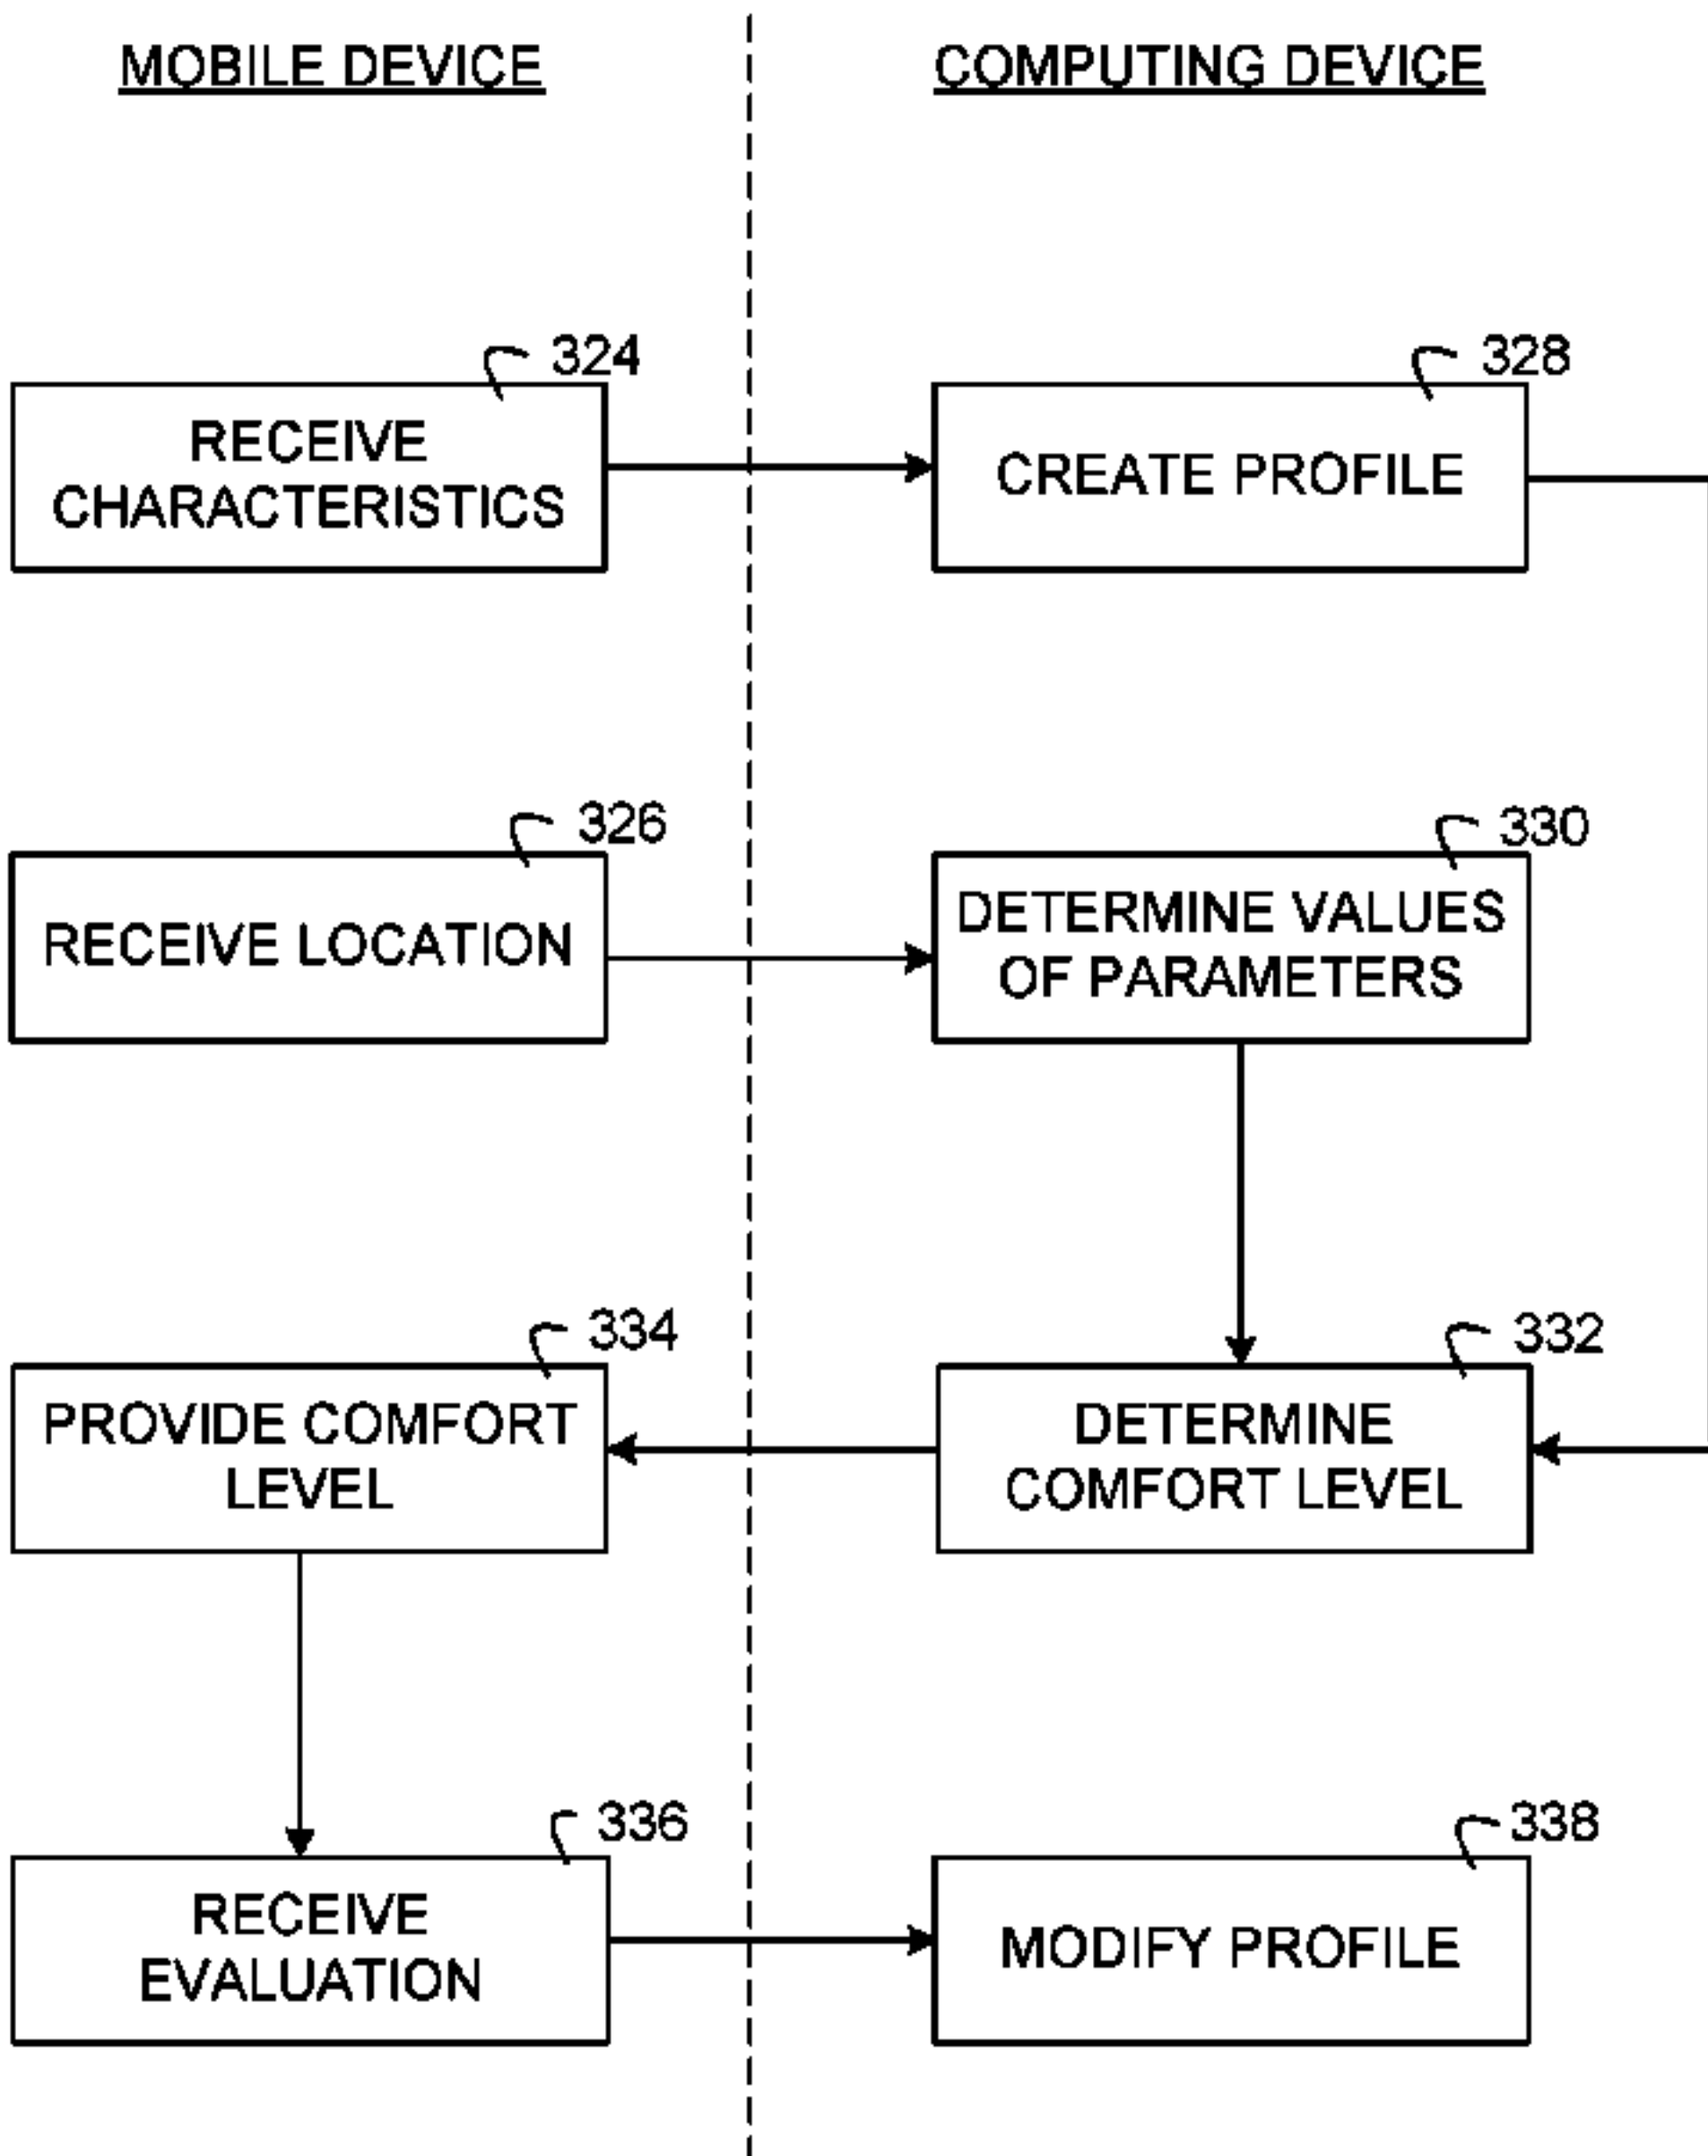 MOBILE DEVICE
COMPUTING DEVICE
324
RECEIVE
CHARACTERISTICS
328
CREATE PROFILE
326
RECEIVE LOCATION
330
DETERMINE VALUES
OF PARAMETERS
334
PROVIDE COMFORT
LEVEL
332
DETERMINE
COMFORT LEVEL
336
RECEIVE
EVALUATION
338
MODIFY PROFILE